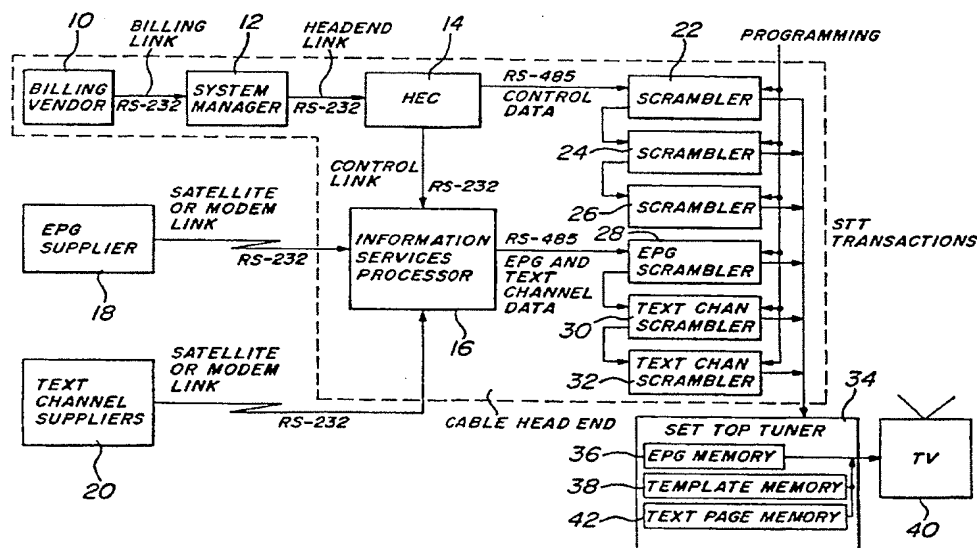 10
BILLING
LINK
12
HEADEND
LINK
14
22
PROGRAMMING
BILLING
VENDOR
RS-232
SYSTEM
MANAGER
RS-232
HEC
RS-485
CONTROL
DATA
SCRAMBLER
24
SCRAMBLER
CONTROL
LINK
RS-232
26
SCRAMBLER
SATELLITE
OR MODEM
LINK
EPG
SUPPLIER
RS-232
18
INFORMATION
SERVICES
PROCESSOR
16
RS-485
EPG AND
TEXT
CHANNEL
DATA
28
EPG
SCRAMBLER
STT
TRANSACTIONS
30
TEXT CHAN
SCRAMBLER
32
TEXT CHAN
SCRAMBLER
SATELLITE
OR MODEM
LINK
TEXT
CHANNEL
SUPPLIERS
RS-232
20
CABLE HEAD END
34
SET TOP TUNER
36
EPG MEMORY
38
TEMPLATE MEMORY
42
TEXT PAGE MEMORY
TV
40